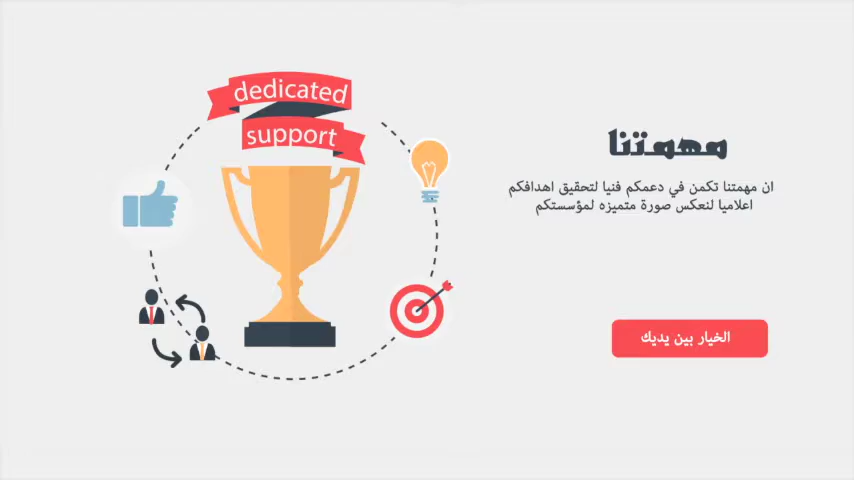 dedicated
support
مهمتنا
ان مهمتنا تكمن في دعمكم فنيا لتحقيق اهدافكم
اعلاميا لنعكس صورة متميزه لمؤسستكم
الخيار بين يديك